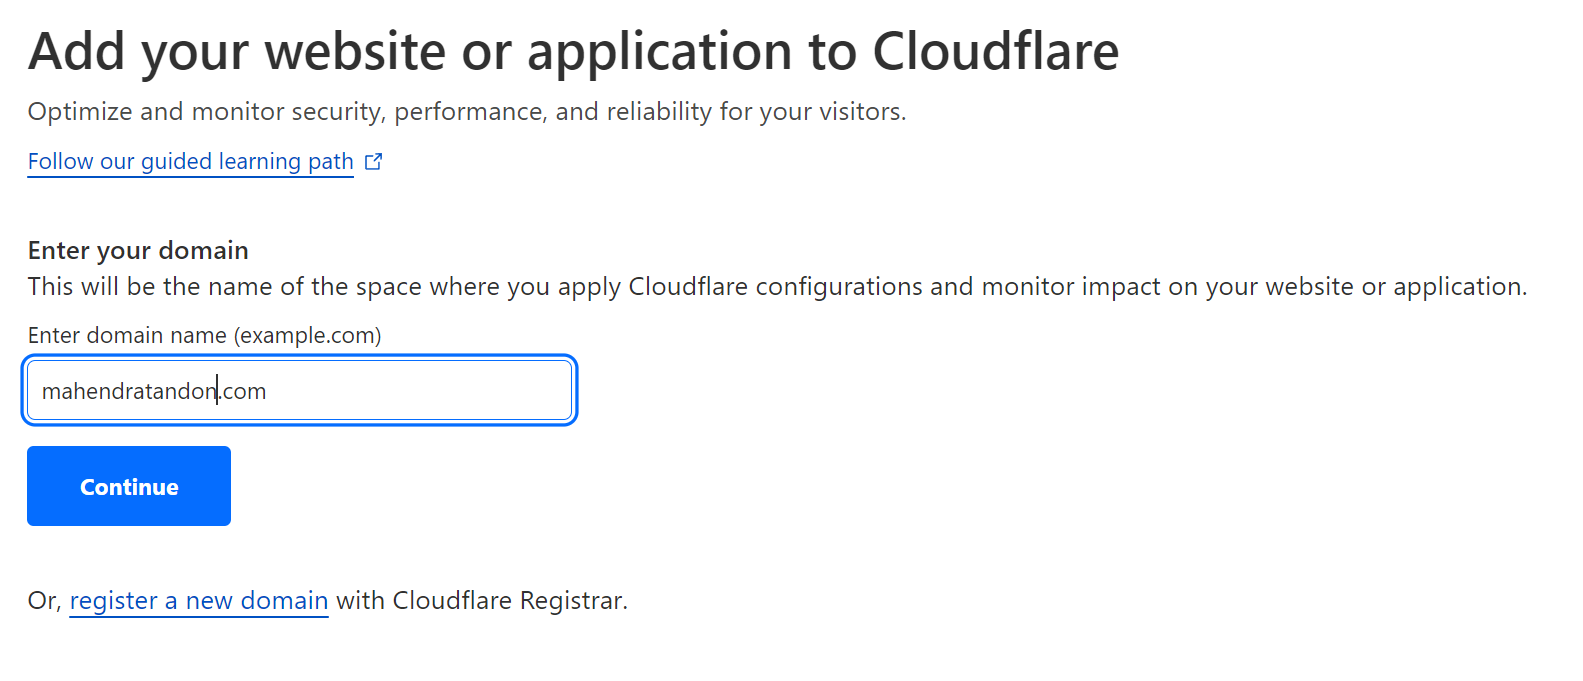 Add your website or application to Cloudflare
Optimize and monitor security, performance, and reliability for your visitors.
Follow our guided learning path
Enter your domain
This will be the name of the space where you apply Cloudflare configurations and monitor impact on your website or application.
Enter domain name (example.com)
mahendratandon.com
Continue
Or, register a new domain with Cloudflare Registrar.